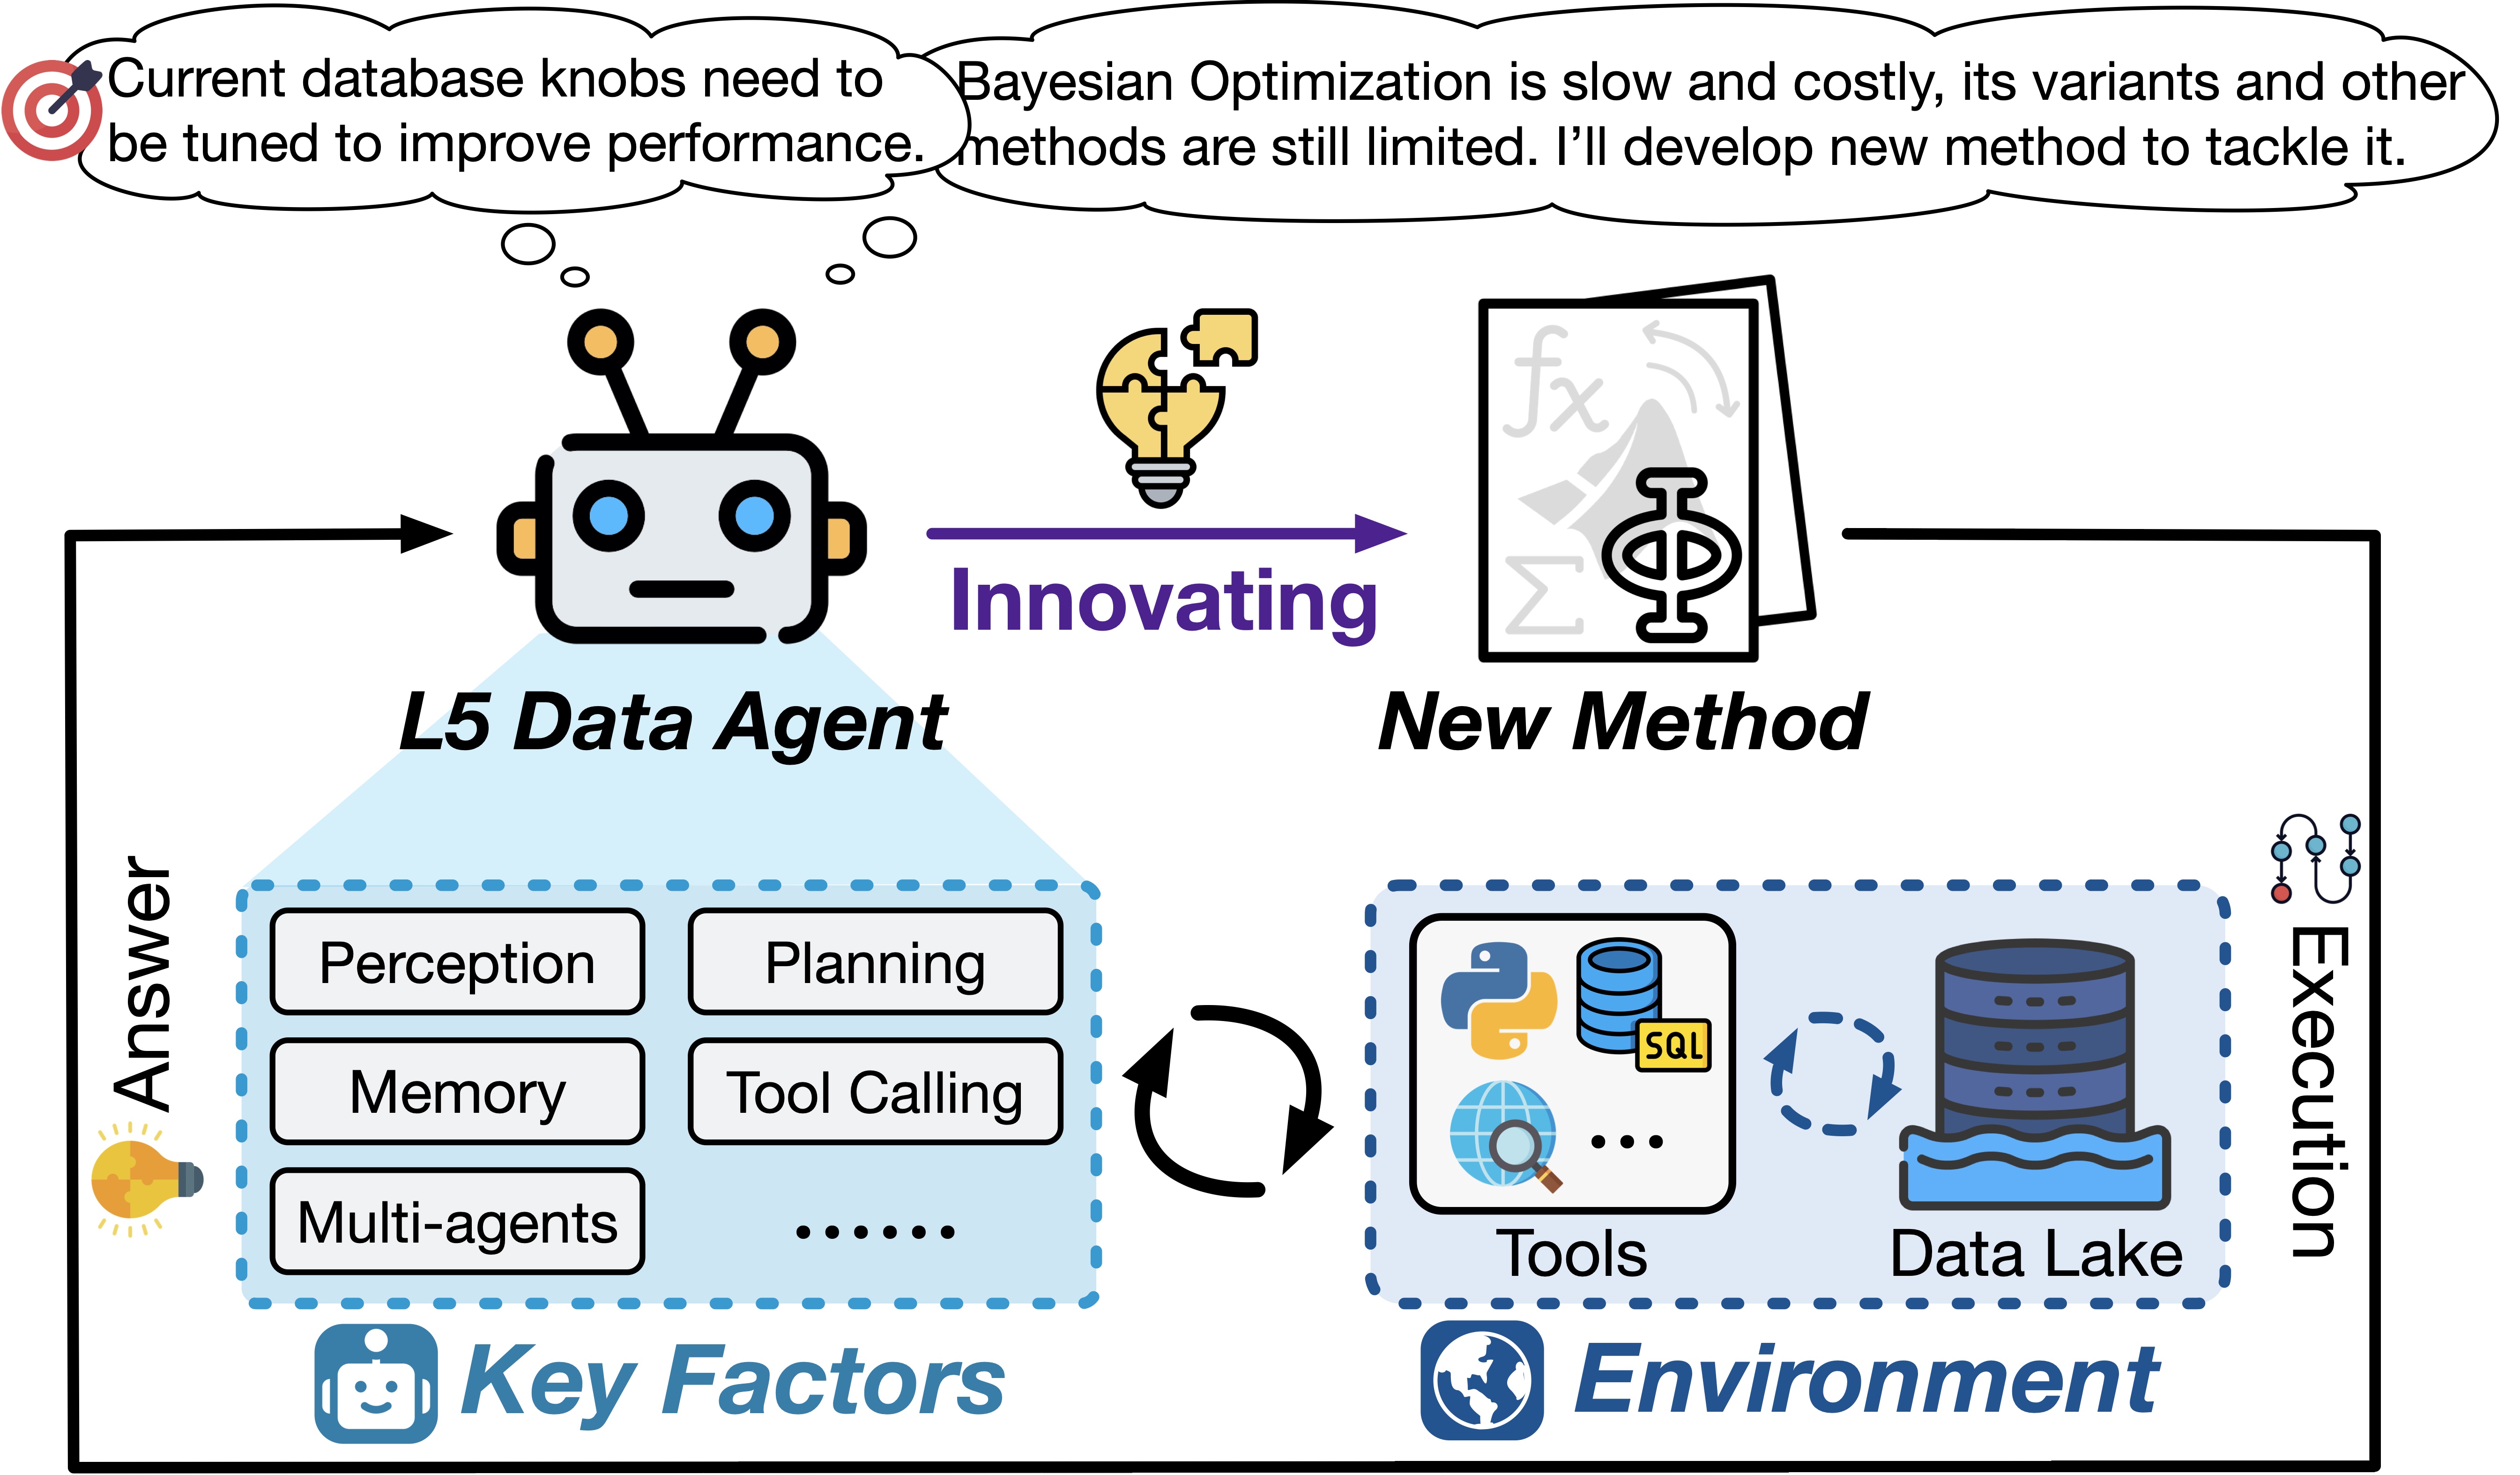 Current database knobs need to
be tuned to improve performance.
Bayesian Optimization is slow and costly, its variants and other
methods are still limited. I'll develop new method to tackle it.
fx
Σ
Φ
Innovating
L5 Data Agent
New Method
Answer
Perception
Planning
Memory
Tool Calling
Multi-agents
......
Key Factors
SQL
...
Tools
Data Lake
Environment
Execution